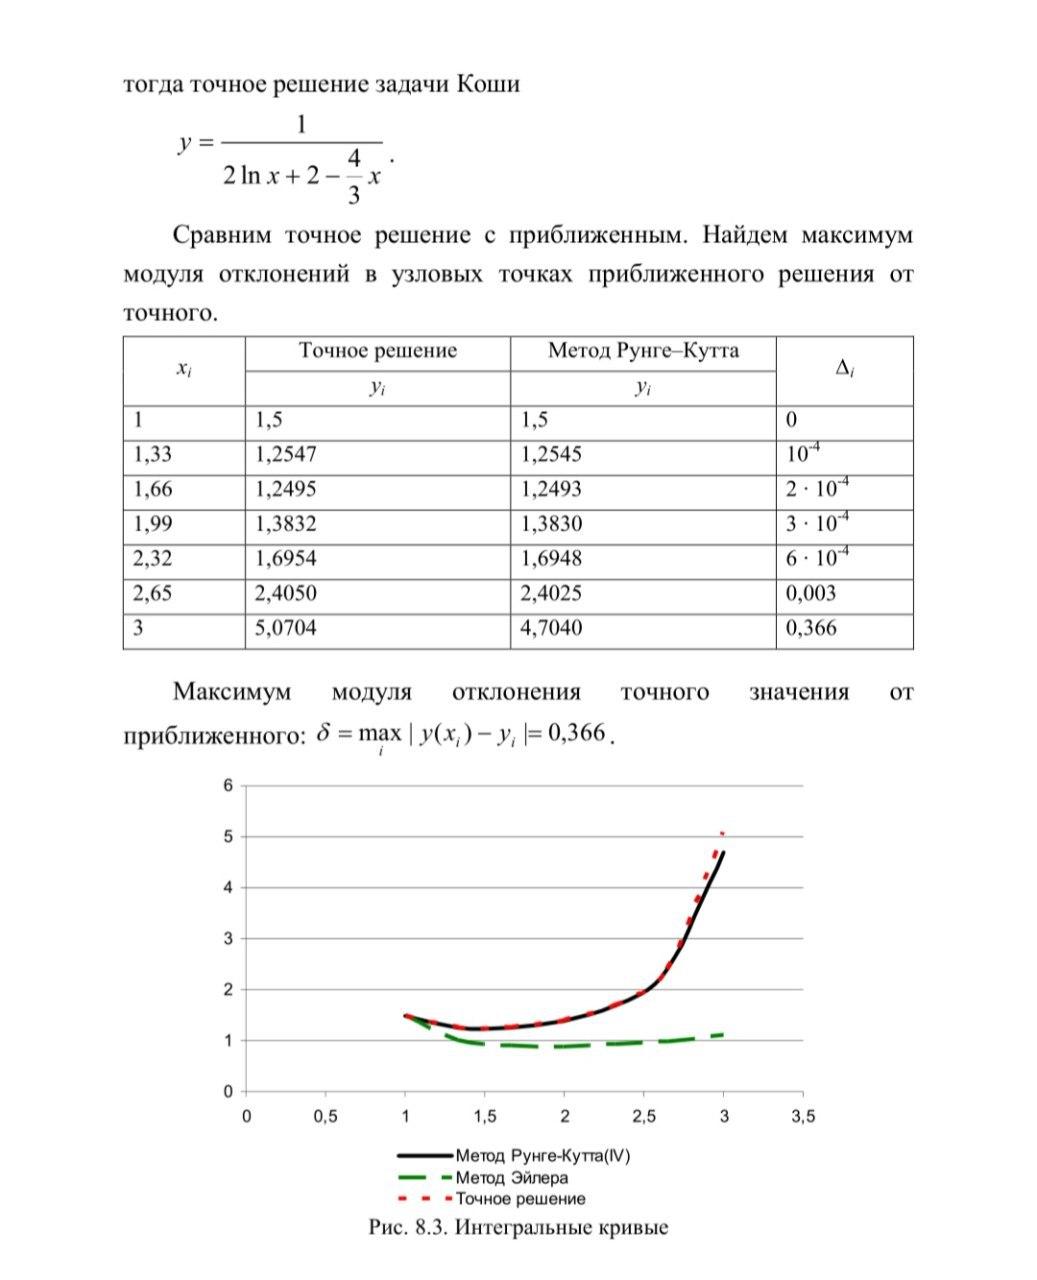 тогда точное решение задачи Коши
y = 1 / (2 ln x + 2 − 4/3 x).
Сравним точное решение с приближенным. Найдем максимум
модуля отклонений в узловых точках приближенного решения от
точного.
xᵢ Точное решение Метод Рунге–Кутта Δᵢ
yᵢ yᵢ
1 1,5 1,5 0
1,33 1,2547 1,2545 10⁻⁴
1,66 1,2495 1,2493 2 · 10⁻⁴
1,99 1,3832 1,3830 3 · 10⁻⁴
2,32 1,6954 1,6948 6 · 10⁻⁴
2,65 2,4050 2,4025 0,003
3 5,0704 4,7040 0,366
Максимум модуля отклонения точного значения от
приближенного: δ = max | y(xᵢ) − yᵢ |= 0,366 .
i
6
5
4
3
2
1
0
0 0,5 1 1,5 2 2,5 3 3,5
Метод Рунге-Кутта(IV)
Метод Эйлера
Точное решение
Рис. 8.3. Интегральные кривые